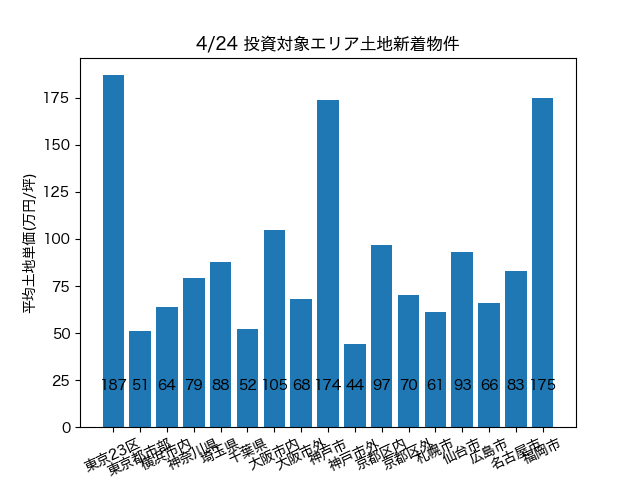 4/24 投資対象エリア土地新着物件
平均土地単価(万円/坪)
175
150
125
100
75
50
25
0
187 51 64 79 88 52 105 68 174 44 97 70 61 93 66 83 175
東京23区 東京都市部 横浜市内 神奈川県 埼玉県 千葉県 大阪市内 大阪市外 神戸市 神戸市外 京都区内 京都区外 札幌市 仙台市 広島市 名古屋市 福岡市